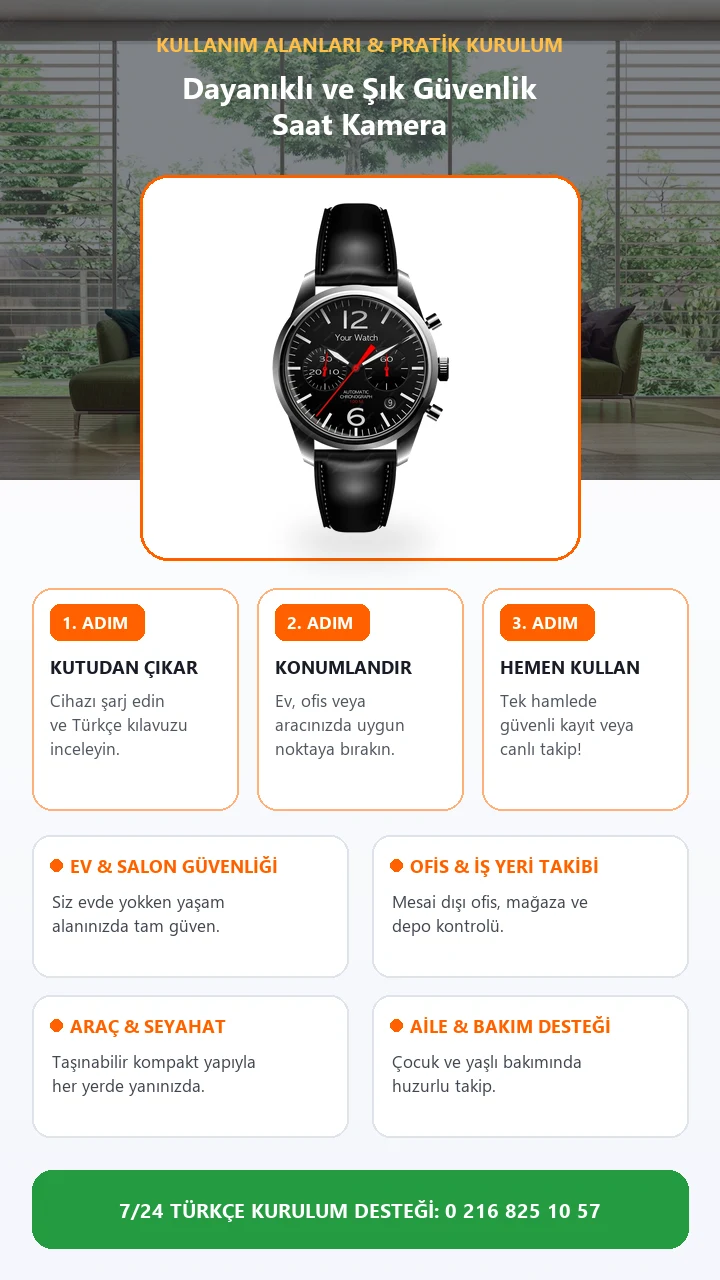 KULLANIM ALANLARI & PRATİK KURULUM
Dayanıklı ve Şık Güvenlik
Saat Kamera
12
Your Watch
30
60
20
10
AUTOMATIC
CHRONOGRAPH
9
6
1. ADIM
KUTUDAN ÇIKAR
Cihazı şarj edin
ve Türkçe kılavuzu
inceleyin.
2. ADIM
KONUMLANDIR
Ev, ofis veya
aracınızda uygun
noktaya bırakın.
3. ADIM
HEMEN KULLAN
Tek hamlede
güvenli kayıt veya
canlı takip!
EV & SALON GÜVENLİĞİ
Siz evde yokken yaşam
alanınızda tam güven.
OFİS & İŞ YERİ TAKİBİ
Mesai dışı ofis, mağaza ve
depo kontrolü.
ARAÇ & SEYAHAT
Taşınabilir kompakt yapıyla
her yerde yanınızda.
AİLE & BAKIM DESTEĞİ
Çocuk ve yaşlı bakımında
huzurlu takip.
7/24 TÜRKÇE KURULUM DESTEĞİ: 0 216 825 10 57